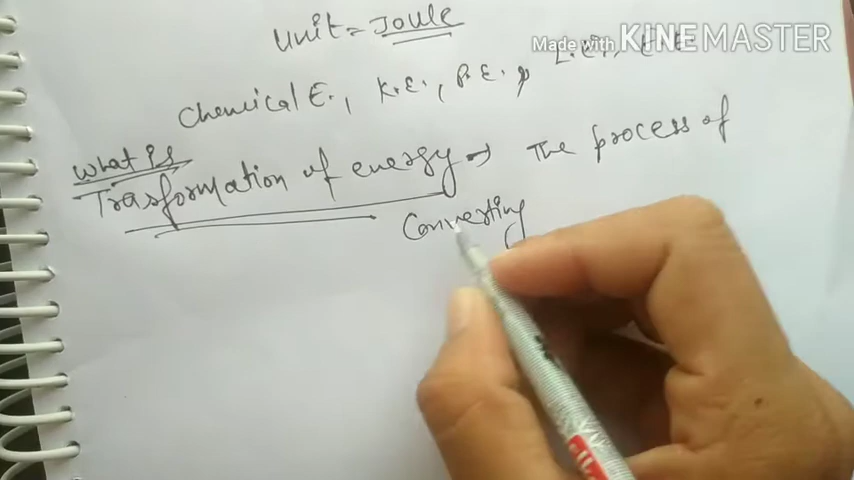 Unit = Joule
Made with KINEMASTER
Chemical E., K.E., P.E.,
What is
Trasformation of energy → The process of
Converting